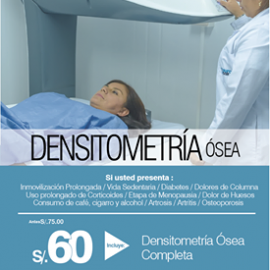 DENSITOMETRÍA ÓSEA
Si usted presenta :
Inmovilización Prolongada / Vida Sedentaria / Diabetes / Dolores de Columna
Uso prolongado de Corticoides / Etapa de Menopausia / Dolor de Huesos
Consumo de café, cigarro y alcohol / Artrosis / Artritis / Osteoporosis
Antes S/.75.00
S/.60
Incluye:
Densitometría Ósea
Completa